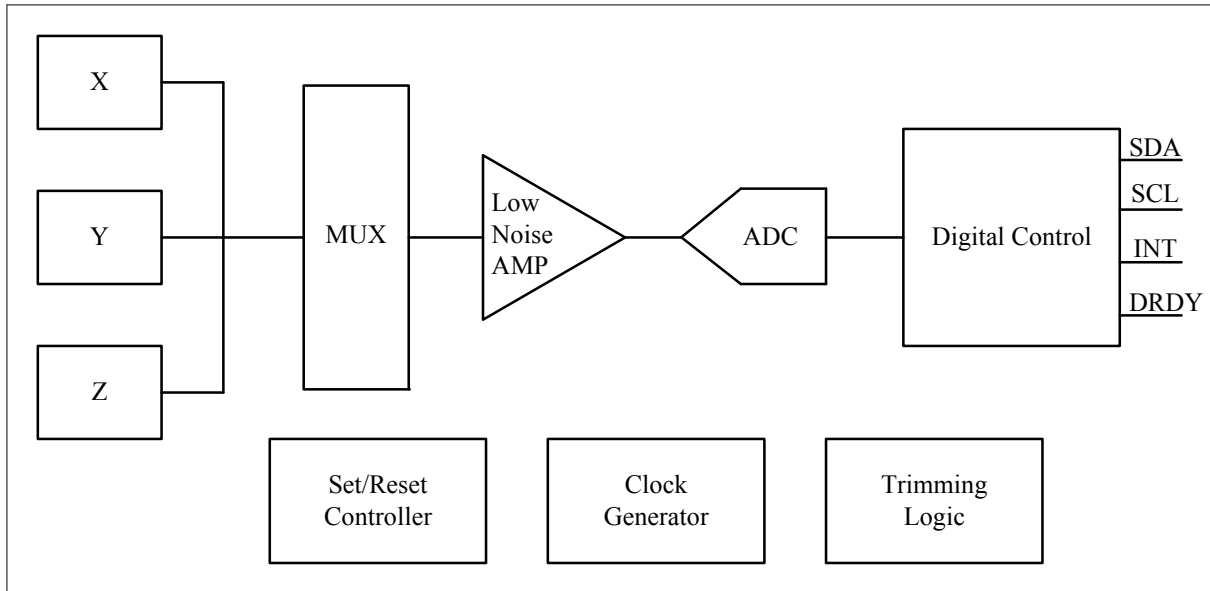 X
Y
Z
MUX
Low
Noise
AMP
ADC
Digital Control
SDA
SCL
INT
DRDY
Set/Reset
Controller
Clock
Generator
Trimming
Logic